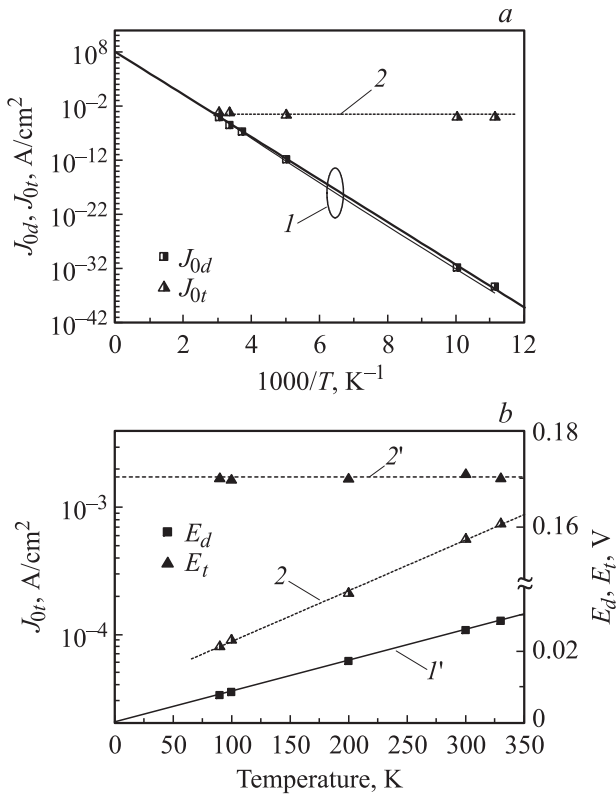 a
10^8
10^-2
10^-12
10^-22
10^-32
10^-42
J_0d, J_0t, A/cm^2
2
1
J_0d
J_0t
0 2 4 6 8 10 12
1000/T, K^-1
b
0.18
2'
10^-3
E_d
E_t
0.16
2
J_0t, A/cm^2
E_d, E_t, V
≈
10^-4
0.02
1'
0
0 50 100 150 200 250 300 350
Temperature, K